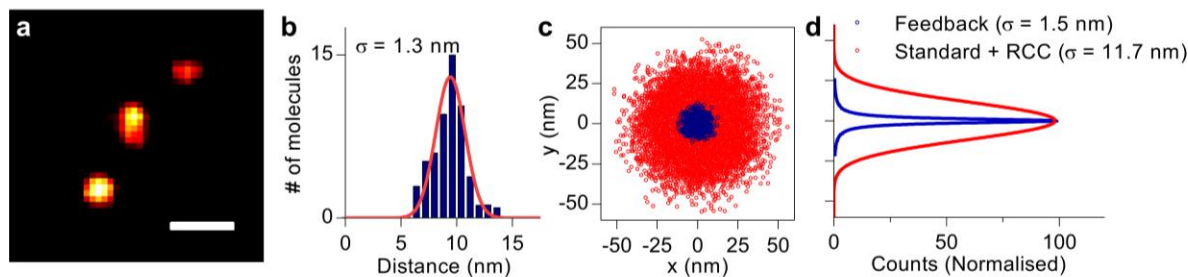 a
b
σ = 1.3 nm
15
0
# of molecules
0 5 10 15
Distance (nm)
c
50
25
0
-25
-50
y (nm)
-50 -25 0 25 50
x (nm)
d
Feedback (σ = 1.5 nm)
Standard + RCC (σ = 11.7 nm)
0 50 100
Counts (Normalised)